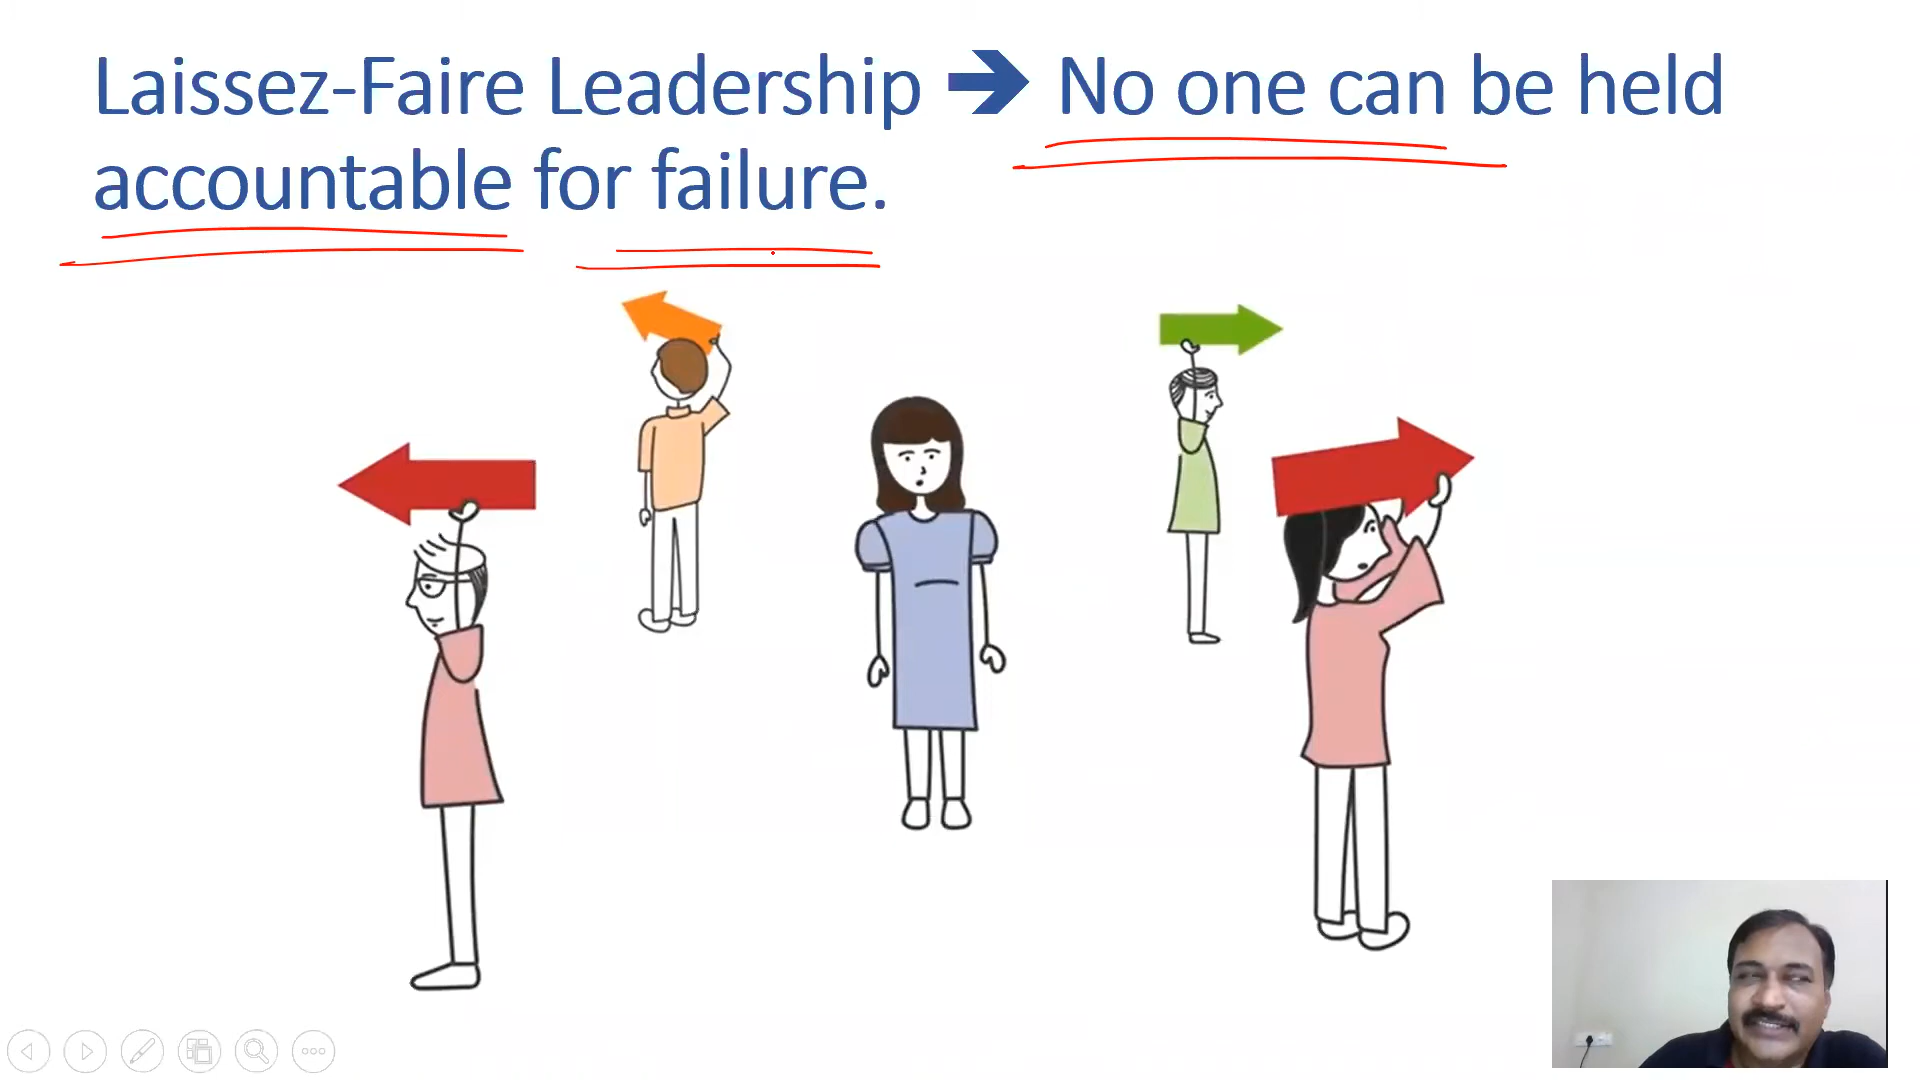 Laissez-Faire Leadership → No one can be held
accountable for failure.